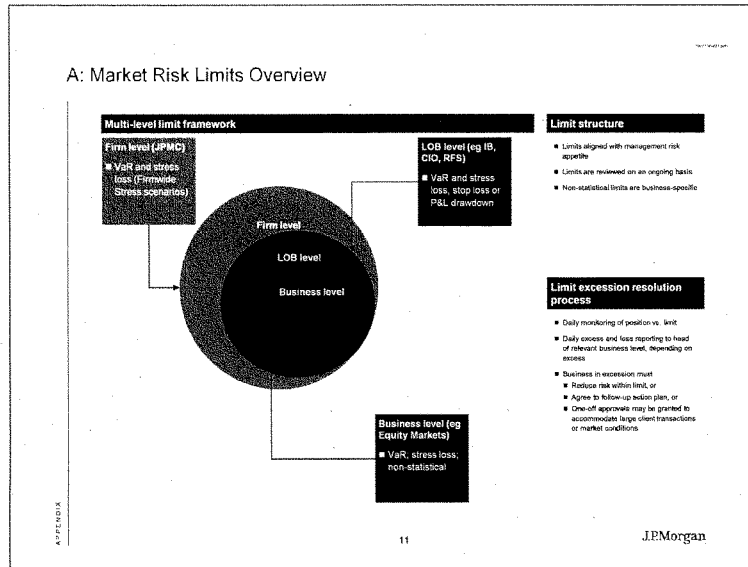 A: Market Risk Limits Overview
Multi-level limit framework
Firm level (JPMC)
■ VaR and stress
loss (Firmwide
Stress scenarios)
LOB level (eg IB,
CIO, RFS)
■ VaR and stress
loss, stop loss or
P&L drawdown
Firm level
LOB level
Business level
Business level (eg
Equity Markets)
■ VaR; stress loss;
non-statistical
Limit structure
■ Limits aligned with management risk
appetite
■ Limits are reviewed on an ongoing basis
■ Non-statistical limits are business-specific
Limit excession resolution
process
■ Daily monitoring of position vs. limit
■ Daily excess and loss reporting to head
of relevant business level, depending on
excess
■ Business in excession must
■ Reduce risk within limit, or
■ Agree to follow-up action plan, or
■ One-off approvals may be granted to
accommodate large client transactions
or market conditions
APPENDIX
11
J.P.Morgan